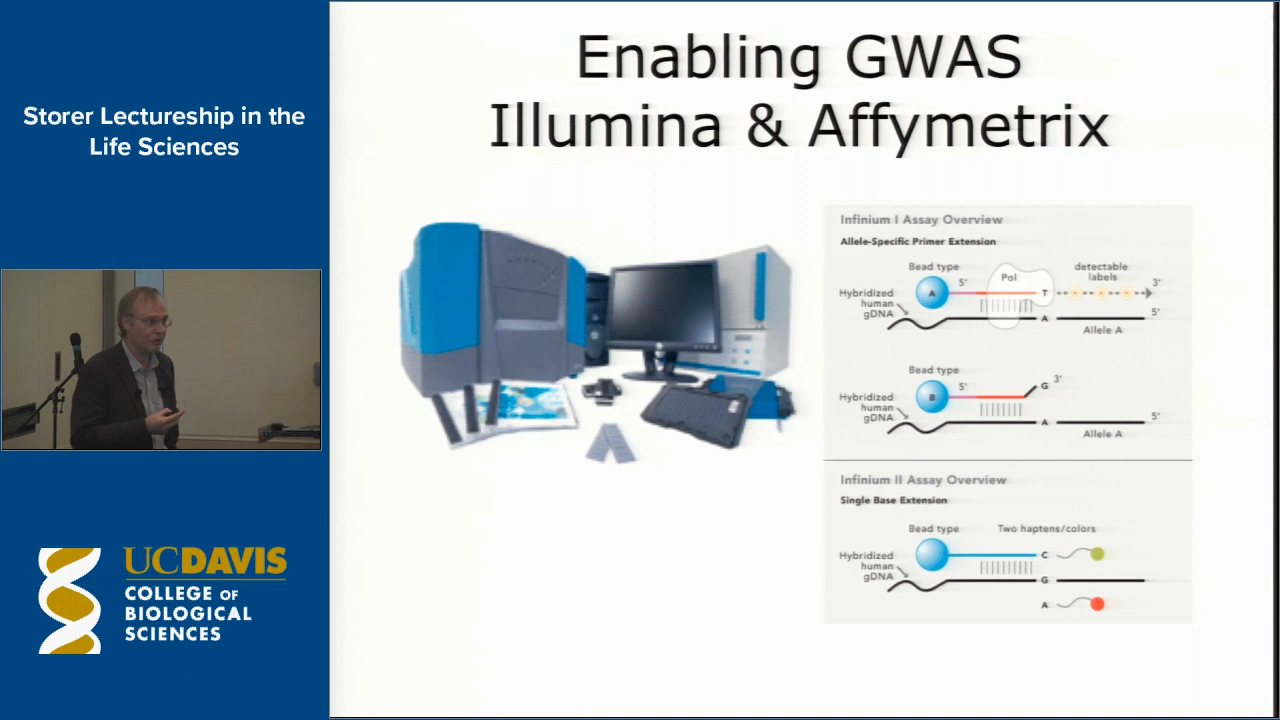 Storer Lectureship in the
Life Sciences
UCDAVIS
COLLEGE OF
BIOLOGICAL
SCIENCES
Enabling GWAS
Illumina & Affymetrix
Infinium I Assay Overview
Allele-Specific Primer Extension
Bead type
A
5'
Pol
T
detectable
labels
3'
Hybridized
human
gDNA
A
5'
Allele A
Bead type
B
5'
G
3'
Hybridized
human
gDNA
A
5'
Allele A
Infinium II Assay Overview
Single Base Extension
Bead type
Two haptens/colors
C
Hybridized
human
gDNA
G
A